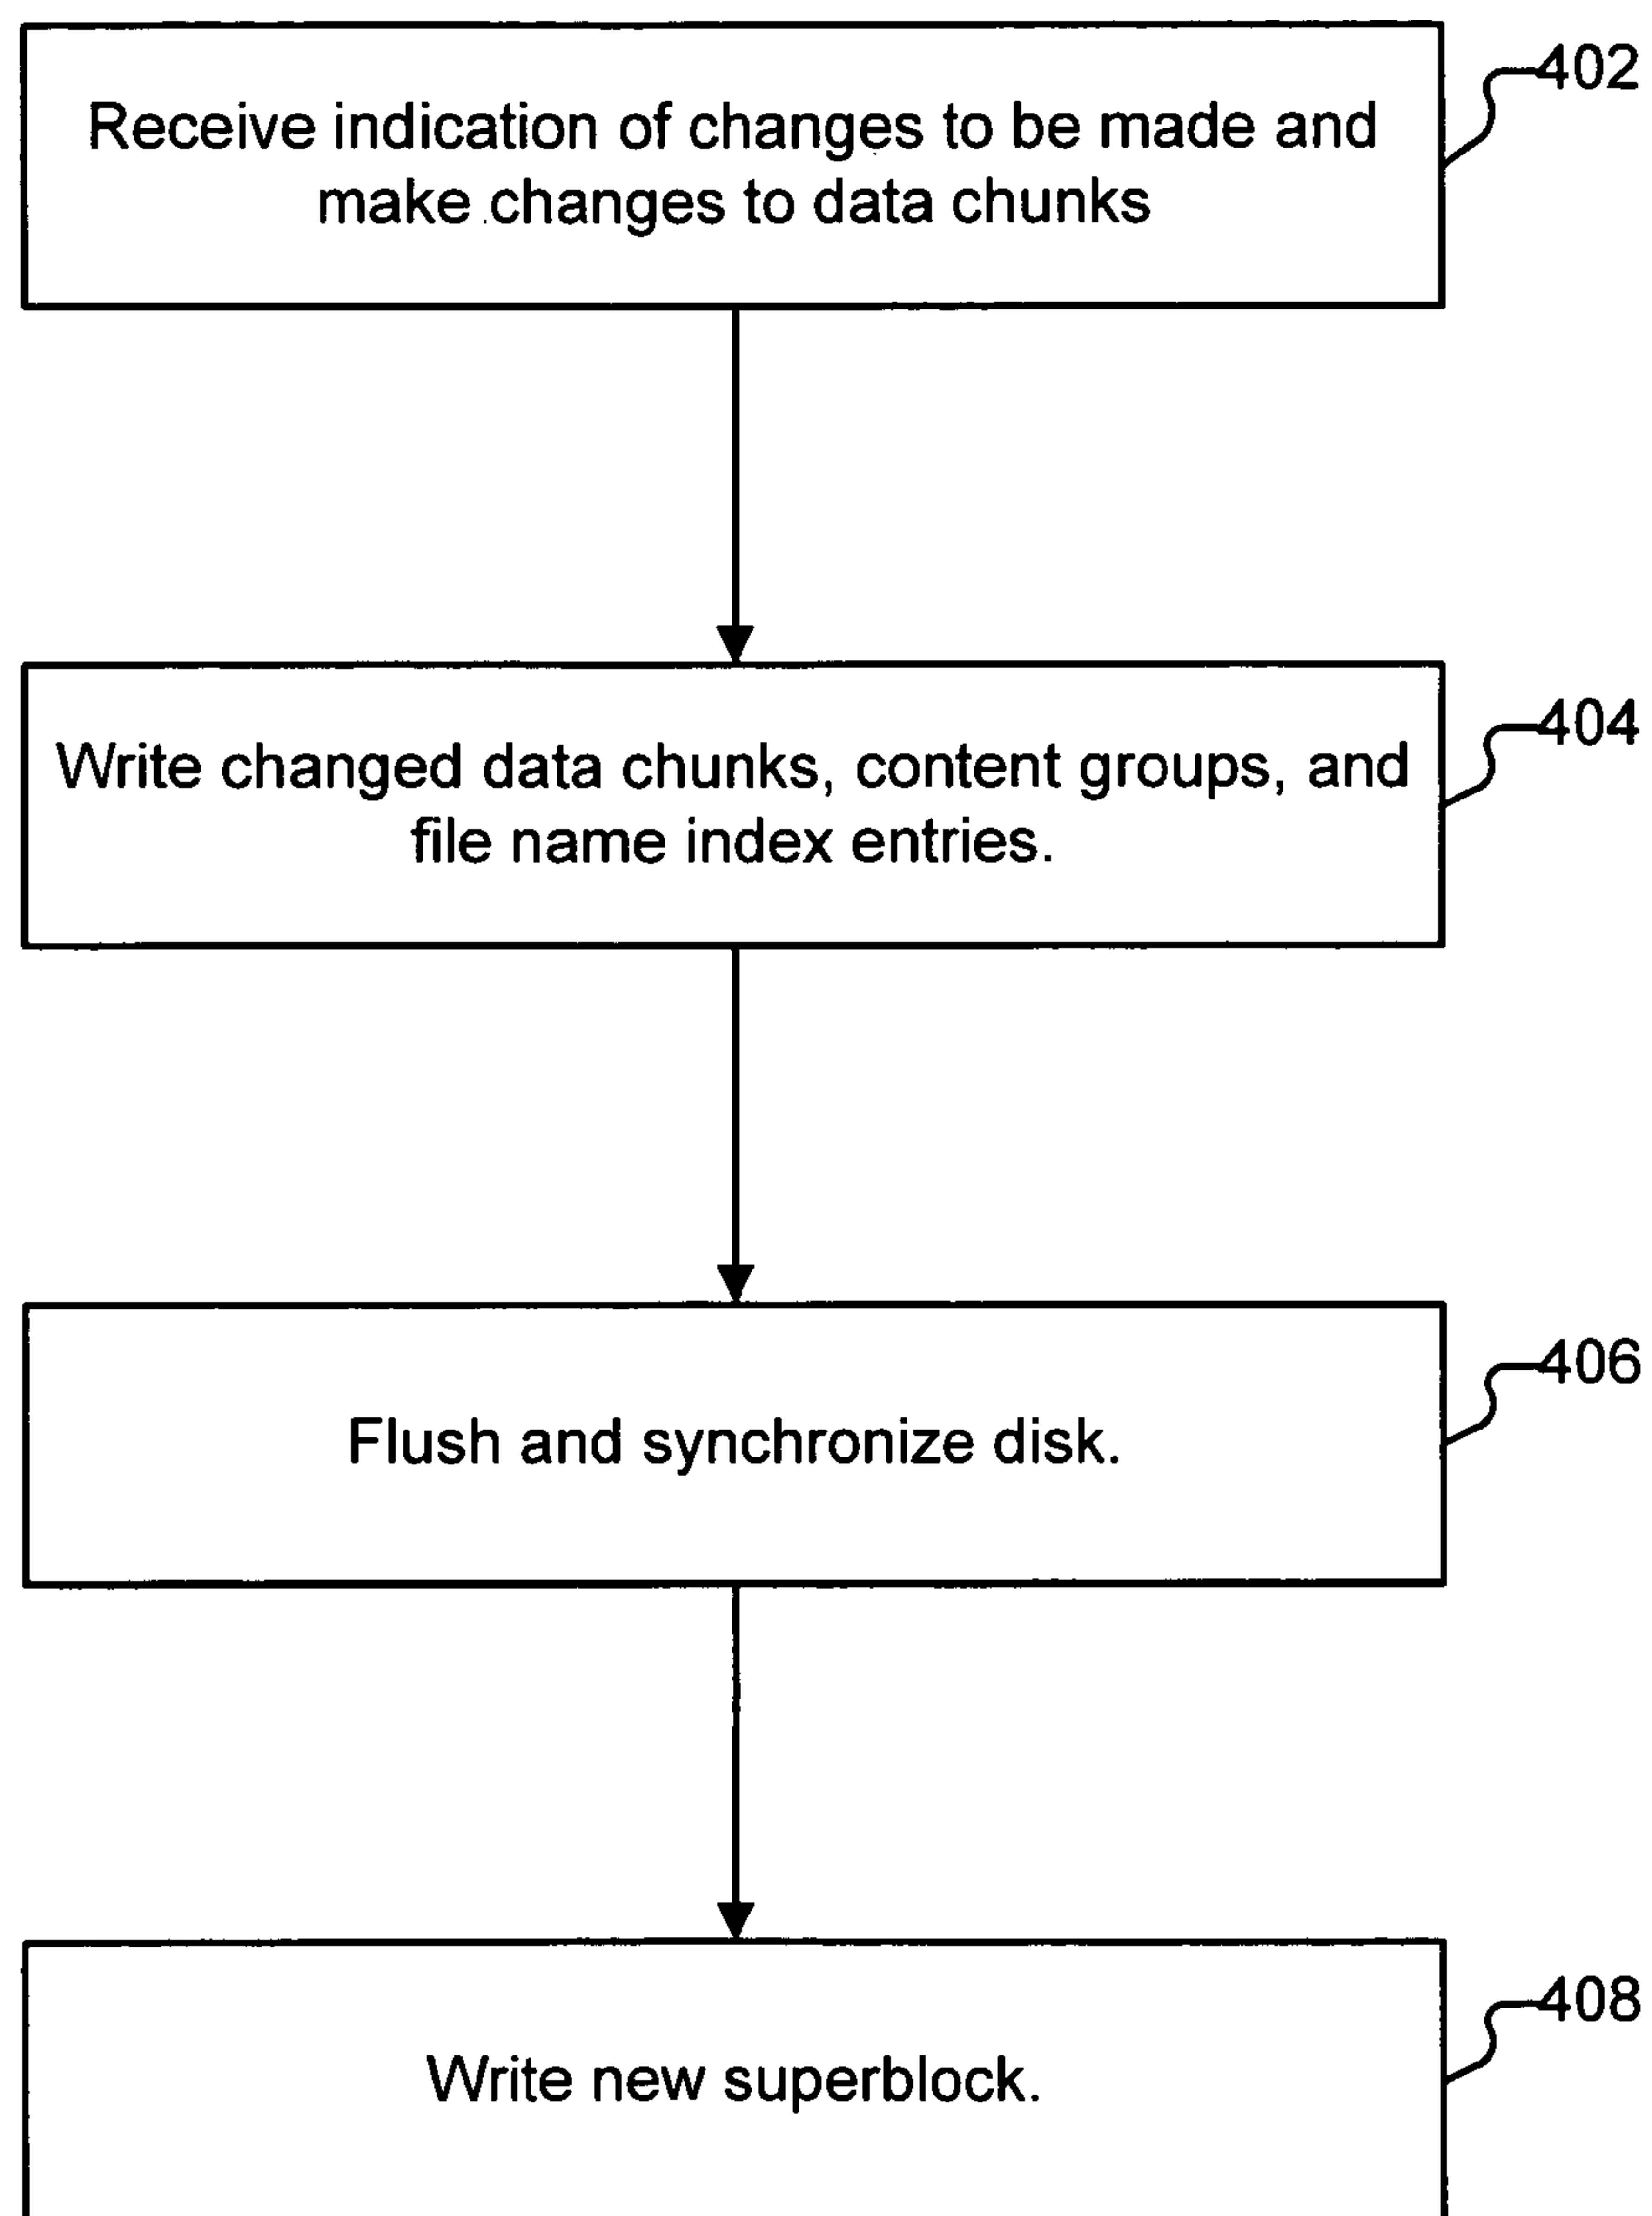 402
Receive indication of changes to be made and
make changes to data chunks
404
Write changed data chunks, content groups, and
file name index entries.
406
Flush and synchronize disk.
408
Write new superblock.